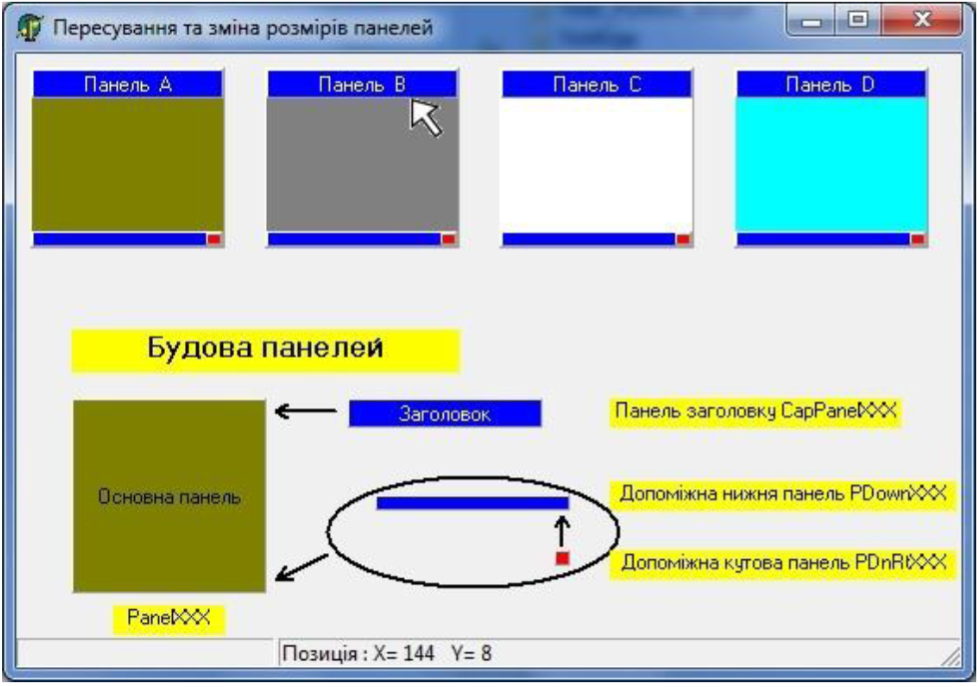 Пересування та зміна розмірів панелей
Панель A
Панель B
Панель C
Панель D
Будова панелей
Заголовок
Панель заголовку CapPanelXXX
Основна панель
Допоміжна нижня панель PDownXXX
Допоміжна кутова панель PDnRtXXX
PanelXXX
Позиція : X= 144 Y= 8